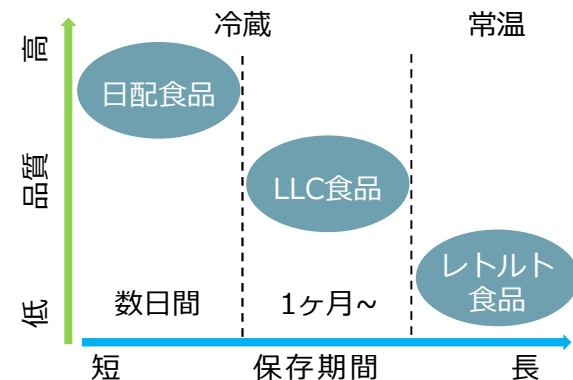 冷蔵
常温
高
品質
低
日配食品
LLC食品
レトルト
食品
数日間
1ヶ月~
短
保存期間
長